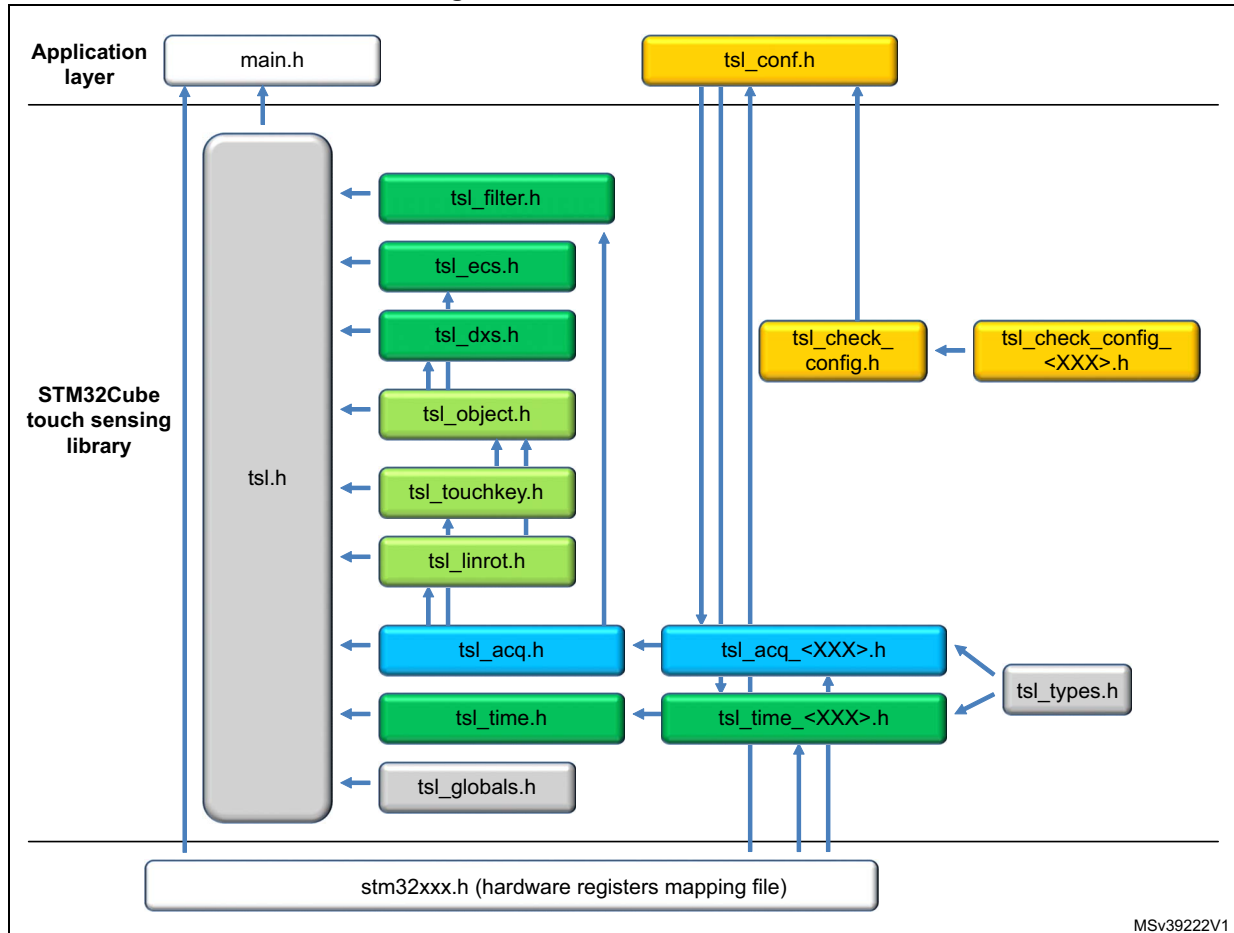 Application
layer
main.h
tsl_conf.h
STM32Cube
touch sensing
library
tsl.h
tsl_filter.h
tsl_ecs.h
tsl_dxs.h
tsl_object.h
tsl_touchkey.h
tsl_linrot.h
tsl_acq.h
tsl_time.h
tsl_globals.h
tsl_check_
config.h
tsl_check_config_
<XXX>.h
tsl_acq_<XXX>.h
tsl_time_<XXX>.h
tsl_types.h
stm32xxx.h (hardware registers mapping file)
MSv39222V1